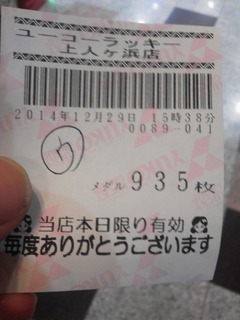 ユーコーラッキー
上人ヶ浜店
2014年12月29日 15時38分
0089-041
ウ
メダル 935枚
当店本日限り有効
毎度ありがとうございます